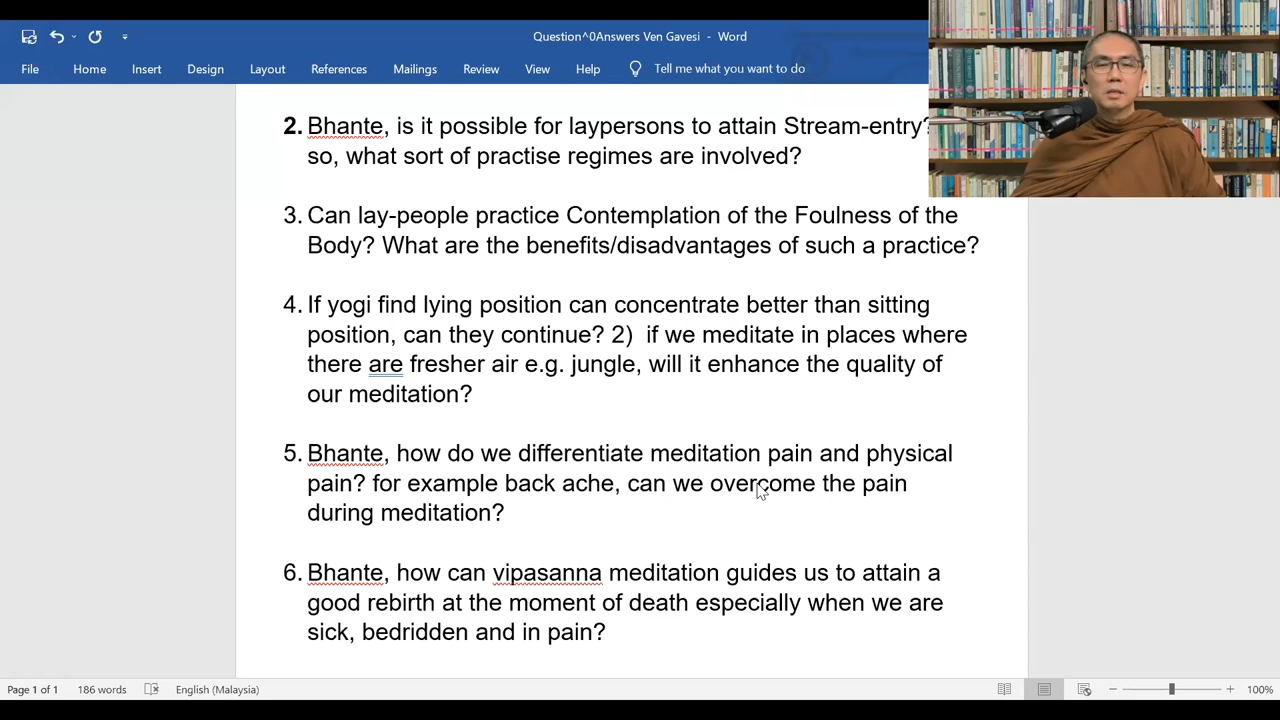 Question^0Answers Ven Gavesi - Word
File Home Insert Design Layout References Mailings Review View Help Tell me what you want to do
2. Bhante, is it possible for laypersons to attain Stream-entry?
so, what sort of practise regimes are involved?
3. Can lay-people practice Contemplation of the Foulness of the
Body? What are the benefits/disadvantages of such a practice?
4. If yogi find lying position can concentrate better than sitting
position, can they continue? 2) if we meditate in places where
there are fresher air e.g. jungle, will it enhance the quality of
our meditation?
5. Bhante, how do we differentiate meditation pain and physical
pain? for example back ache, can we overcome the pain
during meditation?
6. Bhante, how can vipasanna meditation guides us to attain a
good rebirth at the moment of death especially when we are
sick, bedridden and in pain?
Page 1 of 1 186 words English (Malaysia) 100%